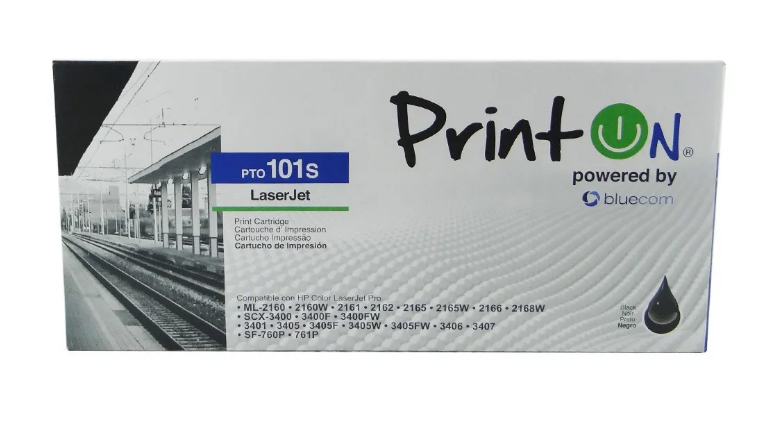 Print ON ®
powered by
bluecom
PTO 101S
LaserJet
Print Cartridge
Cartouche d' Impression
Cartucho Impressão
Cartucho de Impresión
Compatible con HP Color LaserJet Pro
• ML-2160 • 2160W • 2161 • 2162 • 2165 • 2165W • 2166 • 2168W
• SCX-3400 • 3400F • 3400FW
• 3401 • 3405 • 3405F • 3405W • 3405FW • 3406 • 3407
• SF-760P • 761P
Black
Noir
Preto
Negro